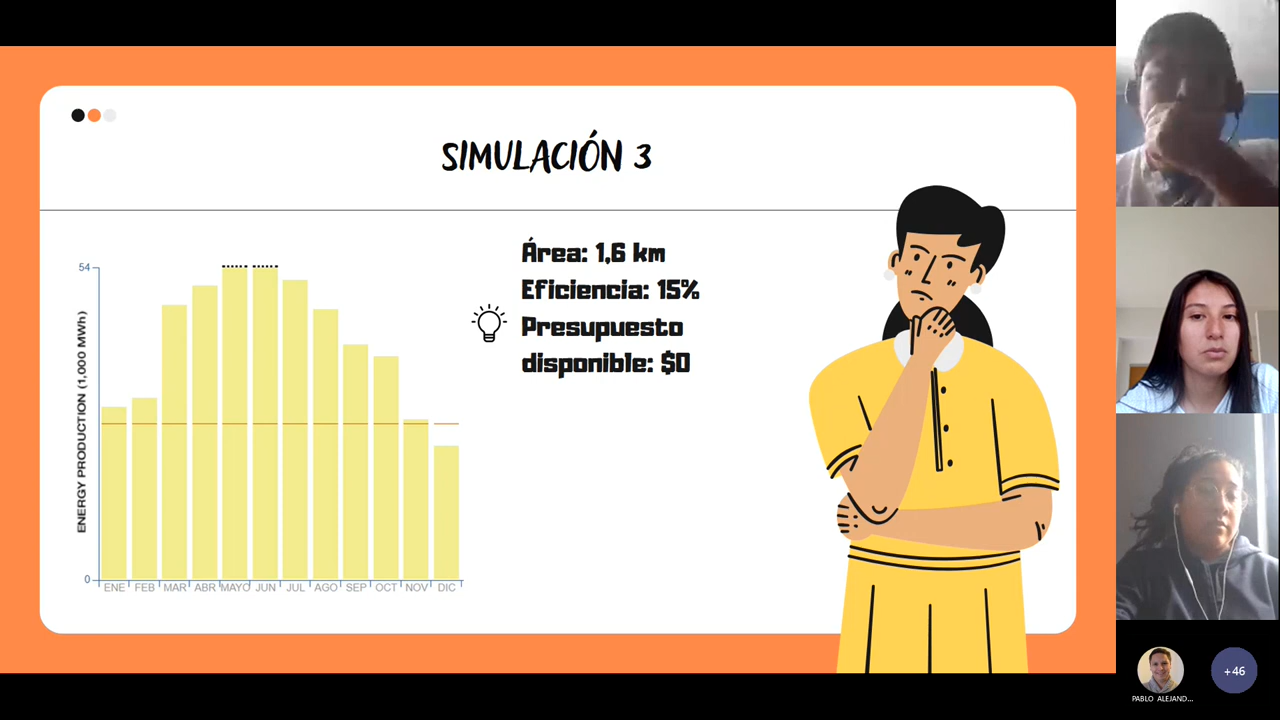 SIMULACIÓN 3
Área: 1,6 km
Eficiencia: 15%
Presupuesto
disponible: $0
54
ENERGY PRODUCTION (1,000 MWh)
0
ENE FEB MAR ABR MAYO JUN JUL AGO SEP OCT NOV DIC
PABLO ALEJAND...
+46